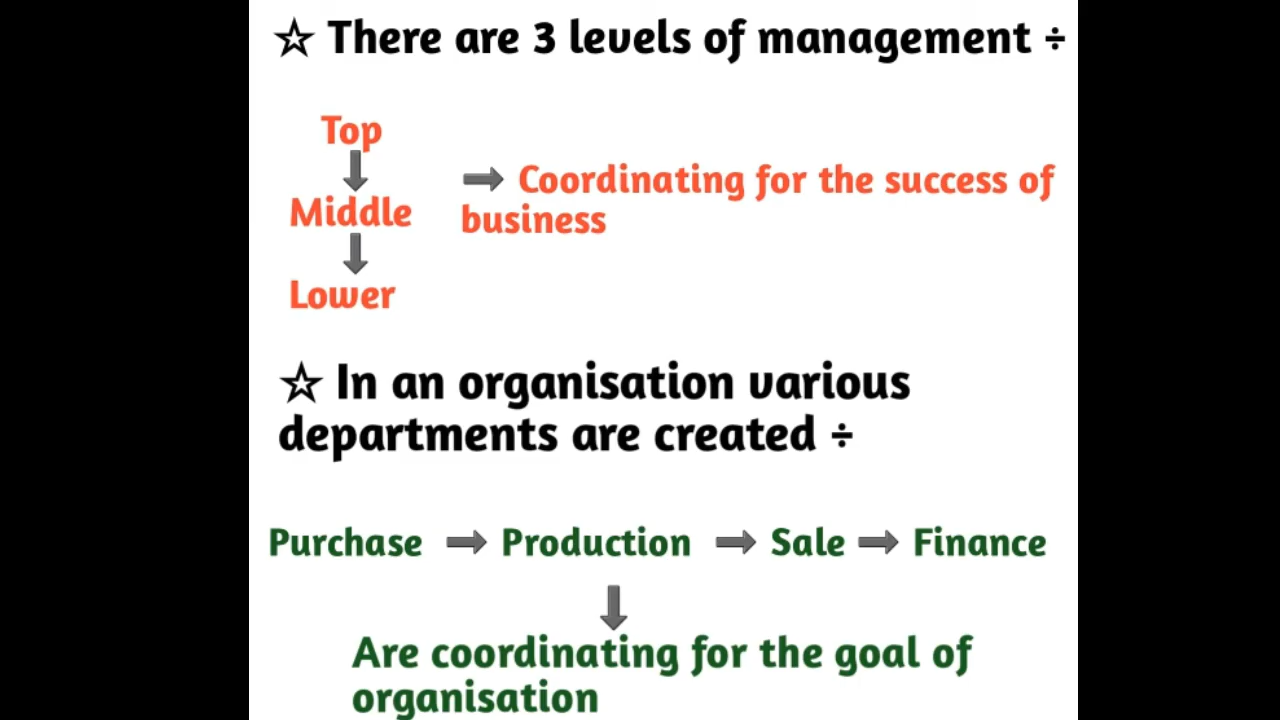 ☆ There are 3 levels of management ÷
Top
Middle
Lower
➡ Coordinating for the success of
business
☆ In an organisation various
departments are created ÷
Purchase ➡ Production ➡ Sale ➡ Finance
Are coordinating for the goal of
organisation